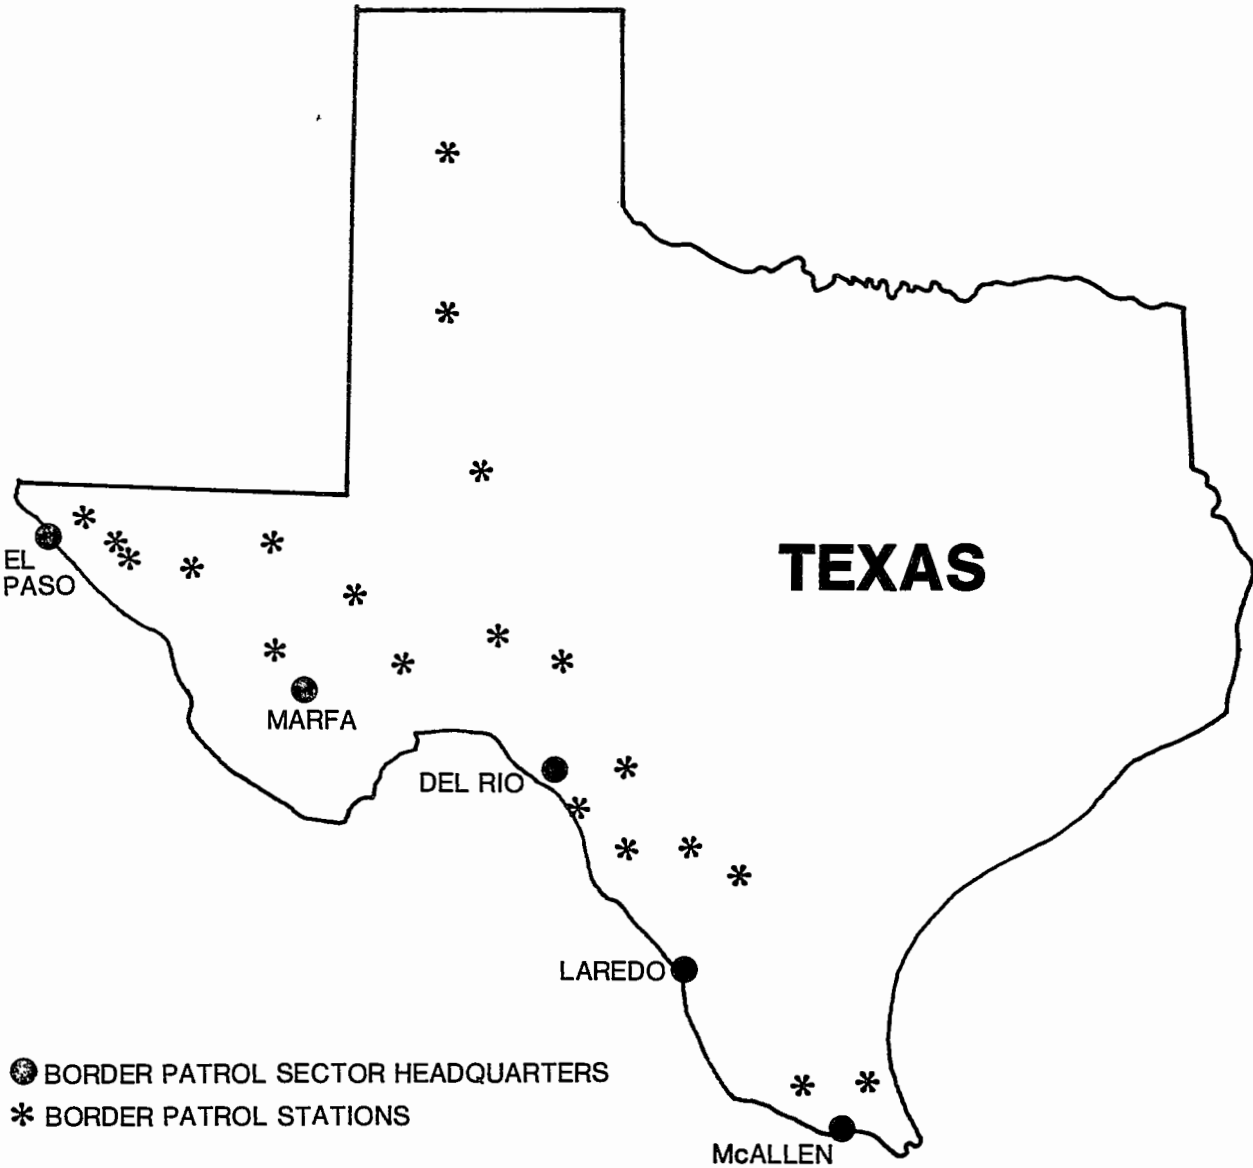 TEXAS
EL
PASO
MARFA
DEL RIO
LAREDO
BORDER PATROL SECTOR HEADQUARTERS
* BORDER PATROL STATIONS
McALLEN